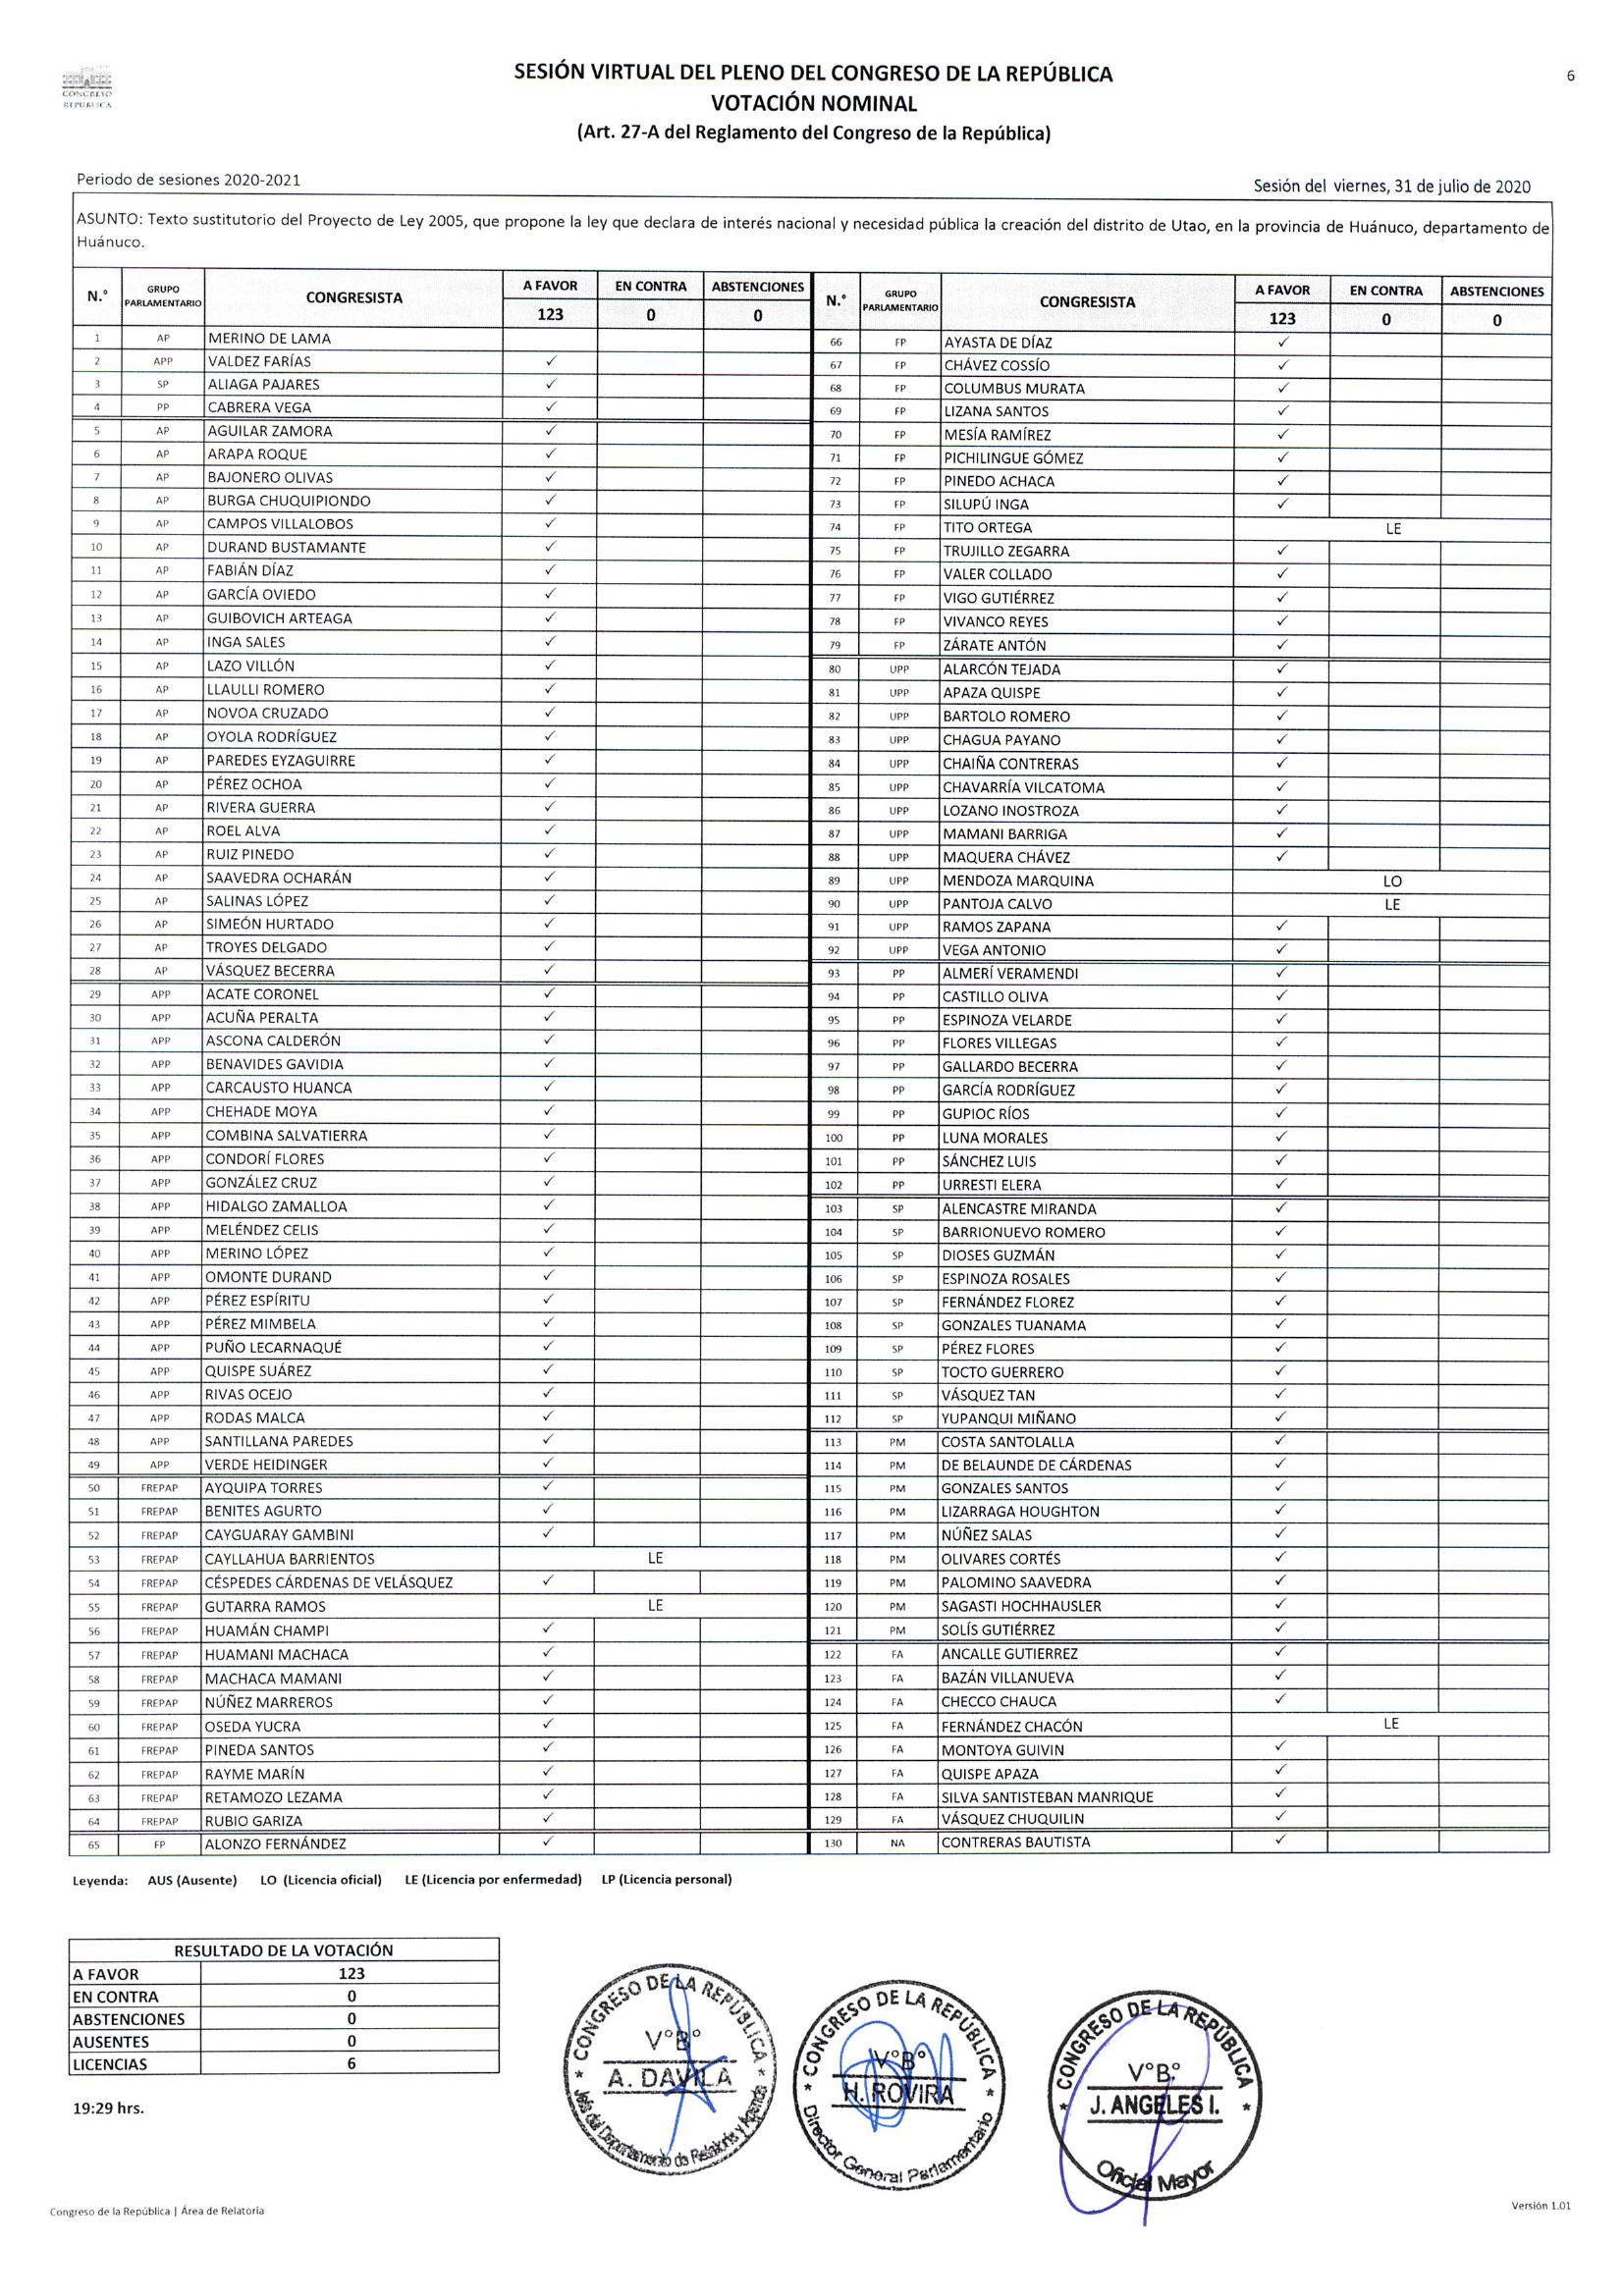 CONGRESO
REPÚBLICA
SESIÓN VIRTUAL DEL PLENO DEL CONGRESO DE LA REPÚBLICA
6
VOTACIÓN NOMINAL
(Art. 27-A del Reglamento del Congreso de la República)
Periodo de sesiones 2020-2021
Sesión del viernes, 31 de julio de 2020
ASUNTO: Texto sustitutorio del Proyecto de Ley 2005, que propone la ley que declara de interés nacional y necesidad pública la creación del distrito de Utao, en la provincia de Huánuco, departamento de
Huánuco.
N.° GRUPO PARLAMENTARIO CONGRESISTA A FAVOR EN CONTRA ABSTENCIONES
123 0 0
1 AP MERINO DE LAMA
2 APP VALDEZ FARÍAS ✓
3 SP ALIAGA PAJARES ✓
4 PP CABRERA VEGA ✓
5 AP AGUILAR ZAMORA ✓
6 AP ARAPA ROQUE ✓
7 AP BAJONERO OLIVAS ✓
8 AP BURGA CHUQUIPIONDO ✓
9 AP CAMPOS VILLALOBOS ✓
10 AP DURAND BUSTAMANTE ✓
11 AP FABIÁN DÍAZ ✓
12 AP GARCÍA OVIEDO ✓
13 AP GUIBOVICH ARTEAGA ✓
14 AP INGA SALES ✓
15 AP LAZO VILLÓN ✓
16 AP LLAULLI ROMERO ✓
17 AP NOVOA CRUZADO ✓
18 AP OYOLA RODRÍGUEZ ✓
19 AP PAREDES EYZAGUIRRE ✓
20 AP PÉREZ OCHOA ✓
21 AP RIVERA GUERRA ✓
22 AP ROEL ALVA ✓
23 AP RUIZ PINEDO ✓
24 AP SAAVEDRA OCHARÁN ✓
25 AP SALINAS LÓPEZ ✓
26 AP SIMEÓN HURTADO ✓
27 AP TROYES DELGADO ✓
28 AP VÁSQUEZ BECERRA ✓
29 APP ACATE CORONEL ✓
30 APP ACUÑA PERALTA ✓
31 APP ASCONA CALDERÓN ✓
32 APP BENAVIDES GAVIDIA ✓
33 APP CARCAUSTO HUANCA ✓
34 APP CHEHADE MOYA ✓
35 APP COMBINA SALVATIERRA ✓
36 APP CONDORÍ FLORES ✓
37 APP GONZÁLEZ CRUZ ✓
38 APP HIDALGO ZAMALLOA ✓
39 APP MELÉNDEZ CELIS ✓
40 APP MERINO LÓPEZ ✓
41 APP OMONTE DURAND ✓
42 APP PÉREZ ESPÍRITU ✓
43 APP PÉREZ MIMBELA ✓
44 APP PUÑO LECARNAQUÉ ✓
45 APP QUISPE SUÁREZ ✓
46 APP RIVAS OCEJO ✓
47 APP RODAS MALCA ✓
48 APP SANTILLANA PAREDES ✓
49 APP VERDE HEIDINGER ✓
50 FREPAP AYQUIPA TORRES ✓
51 FREPAP BENITES AGURTO ✓
52 FREPAP CAYGUARAY GAMBINI ✓
53 FREPAP CAYLLAHUA BARRIENTOS LE
54 FREPAP CÉSPEDES CÁRDENAS DE VELÁSQUEZ ✓
55 FREPAP GUTARRA RAMOS LE
56 FREPAP HUAMÁN CHAMPI ✓
57 FREPAP HUAMANI MACHACA ✓
58 FREPAP MACHACA MAMANI ✓
59 FREPAP NÚÑEZ MARREROS ✓
60 FREPAP OSEDA YUCRA ✓
61 FREPAP PINEDA SANTOS ✓
62 FREPAP RAYME MARÍN ✓
63 FREPAP RETAMOZO LEZAMA ✓
64 FREPAP RUBIO GARIZA ✓
65 FP ALONZO FERNÁNDEZ ✓
N.° GRUPO PARLAMENTARIO CONGRESISTA A FAVOR EN CONTRA ABSTENCIONES
123 0 0
66 FP AYASTA DE DÍAZ ✓
67 FP CHÁVEZ COSSÍO ✓
68 FP COLUMBUS MURATA ✓
69 FP LIZANA SANTOS ✓
70 FP MESÍA RAMÍREZ ✓
71 FP PICHILINGUE GÓMEZ ✓
72 FP PINEDO ACHACA ✓
73 FP SILUPÚ INGA ✓
74 FP TITO ORTEGA LE
75 FP TRUJILLO ZEGARRA ✓
76 FP VALER COLLADO ✓
77 FP VIGO GUTIÉRREZ ✓
78 FP VIVANCO REYES ✓
79 FP ZÁRATE ANTÓN ✓
80 UPP ALARCÓN TEJADA ✓
81 UPP APAZA QUISPE ✓
82 UPP BARTOLO ROMERO ✓
83 UPP CHAGUA PAYANO ✓
84 UPP CHAIÑA CONTRERAS ✓
85 UPP CHAVARRÍA VILCATOMA ✓
86 UPP LOZANO INOSTROZA ✓
87 UPP MAMANI BARRIGA ✓
88 UPP MAQUERA CHÁVEZ ✓
89 UPP MENDOZA MARQUINA LO
90 UPP PANTOJA CALVO LE
91 UPP RAMOS ZAPANA ✓
92 UPP VEGA ANTONIO ✓
93 PP ALMERÍ VERAMENDI ✓
94 PP CASTILLO OLIVA ✓
95 PP ESPINOZA VELARDE ✓
96 PP FLORES VILLEGAS ✓
97 PP GALLARDO BECERRA ✓
98 PP GARCÍA RODRÍGUEZ ✓
99 PP GUPIOC RÍOS ✓
100 PP LUNA MORALES ✓
101 PP SÁNCHEZ LUIS ✓
102 PP URRESTI ELERA ✓
103 SP ALENCASTRE MIRANDA ✓
104 SP BARRIONUEVO ROMERO ✓
105 SP DIOSES GUZMÁN ✓
106 SP ESPINOZA ROSALES ✓
107 SP FERNÁNDEZ FLOREZ ✓
108 SP GONZALES TUANAMA ✓
109 SP PÉREZ FLORES ✓
110 SP TOCTO GUERRERO ✓
111 SP VÁSQUEZ TAN ✓
112 SP YUPANQUI MIÑANO ✓
113 PM COSTA SANTOLALLA ✓
114 PM DE BELAUNDE DE CÁRDENAS ✓
115 PM GONZALES SANTOS ✓
116 PM LIZARRAGA HOUGHTON ✓
117 PM NÚÑEZ SALAS ✓
118 PM OLIVARES CORTÉS ✓
119 PM PALOMINO SAAVEDRA ✓
120 PM SAGASTI HOCHHAUSLER ✓
121 PM SOLÍS GUTIÉRREZ ✓
122 FA ANCALLE GUTIERREZ ✓
123 FA BAZÁN VILLANUEVA ✓
124 FA CHECCO CHAUCA ✓
125 FA FERNÁNDEZ CHACÓN LE
126 FA MONTOYA GUIVIN ✓
127 FA QUISPE APAZA ✓
128 FA SILVA SANTISTEBAN MANRIQUE ✓
129 FA VÁSQUEZ CHUQUILIN ✓
130 NA CONTRERAS BAUTISTA ✓
Leyenda: AUS (Ausente) LO (Licencia oficial) LE (Licencia por enfermedad) LP (Licencia personal)
RESULTADO DE LA VOTACIÓN
A FAVOR 123
EN CONTRA 0
ABSTENCIONES 0
AUSENTES 0
LICENCIAS 6
19:29 hrs.
* CONGRESO DE LA REPÚBLICA *
V°B°
A. DAVILA
Jefe del Departamento de Relatoría y Agenda
* CONGRESO DE LA REPÚBLICA *
V°B°
H. ROVIRA
Director General Parlamentario
* CONGRESO DE LA REPÚBLICA *
V°B°
J. ANGELES I.
Oficial Mayor
Congreso de la República | Área de Relatoría
Versión 1.01